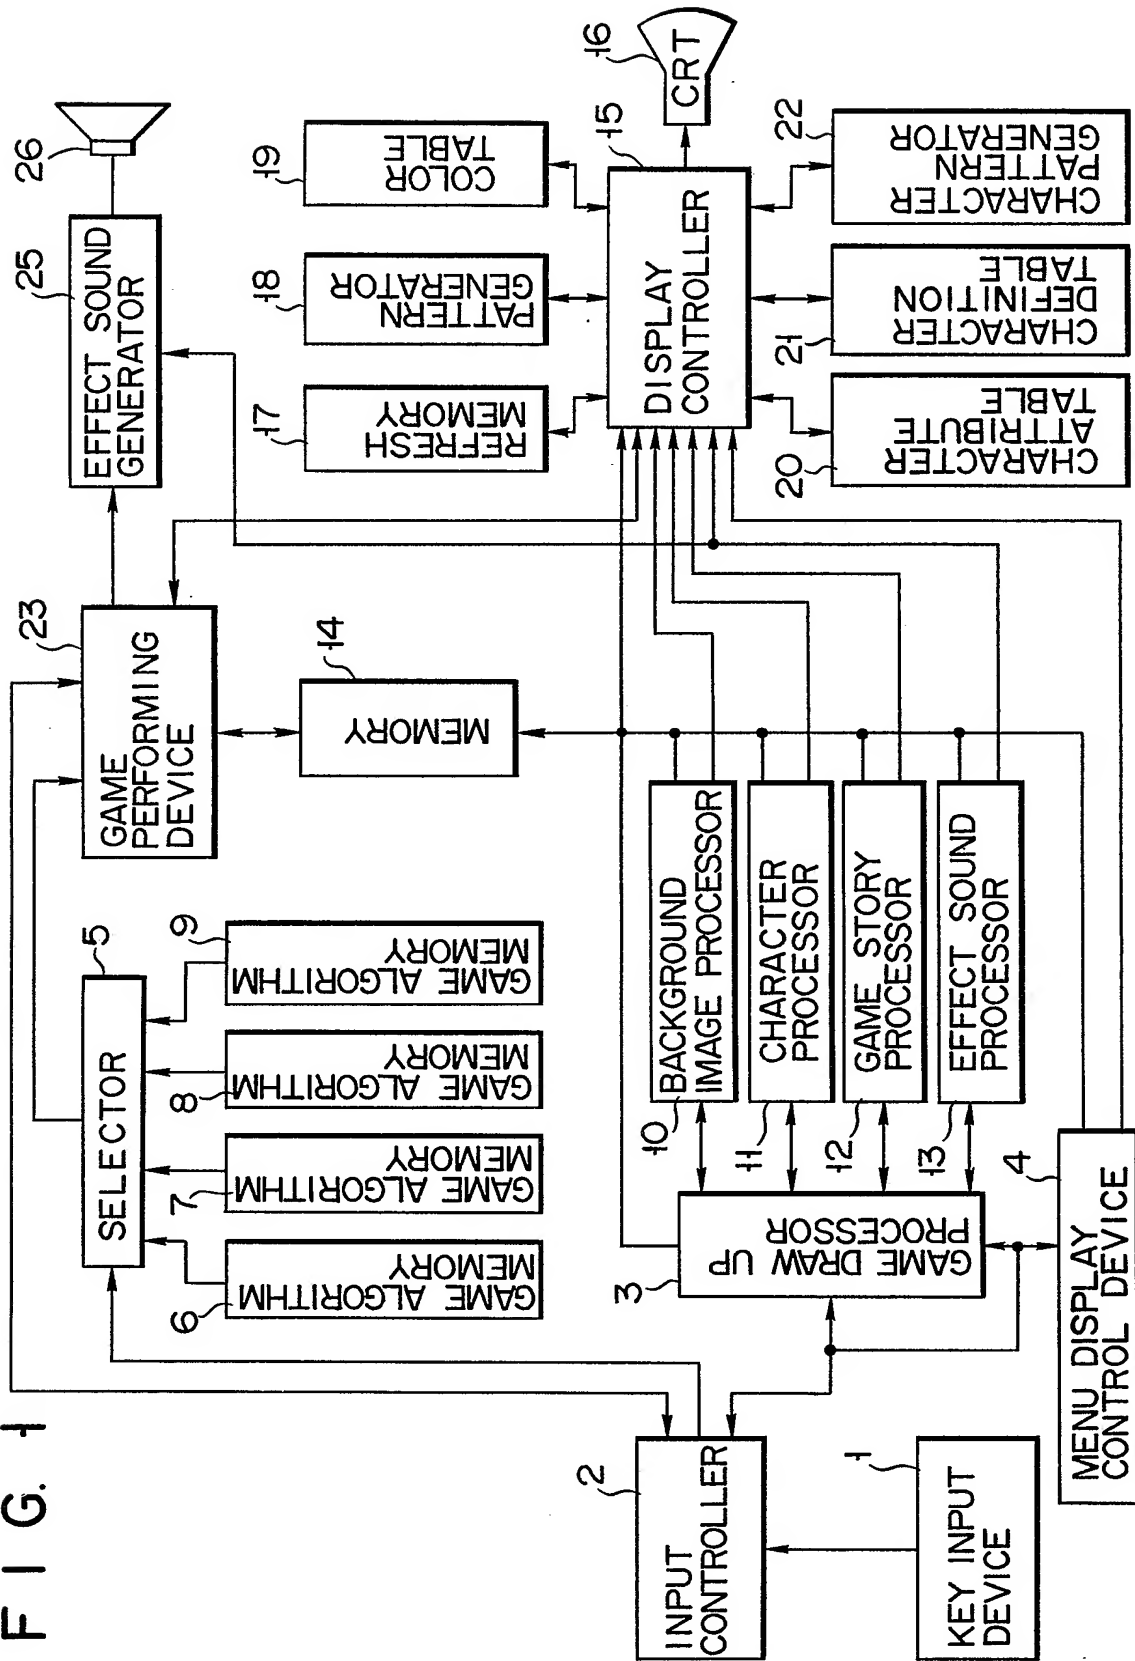 FIG. 1
26
25
EFFECT SOUND
GENERATOR
23
GAME
PERFORMING
DEVICE
14
MEMORY
5
SELECTOR
6
GAME ALGORITHM
MEMORY
7
GAME ALGORITHM
MEMORY
8
GAME ALGORITHM
MEMORY
9
GAME ALGORITHM
MEMORY
16
CRT
15
DISPLAY
CONTROLLER
17
REFRESH
MEMORY
18
PATTERN
GENERATOR
19
COLOR
TABLE
20
CHARACTER
ATTRIBUTE
TABLE
21
CHARACTER
DEFINITION
TABLE
22
CHARACTER
PATTERN
GENERATOR
10
BACKGROUND
IMAGE PROCESSOR
11
CHARACTER
PROCESSOR
12
GAME STORY
PROCESSOR
13
EFFECT SOUND
PROCESSOR
3
GAME DRAW UP
PROCESSOR
4
MENU DISPLAY
CONTROL DEVICE
2
INPUT
CONTROLLER
1
KEY INPUT
DEVICE